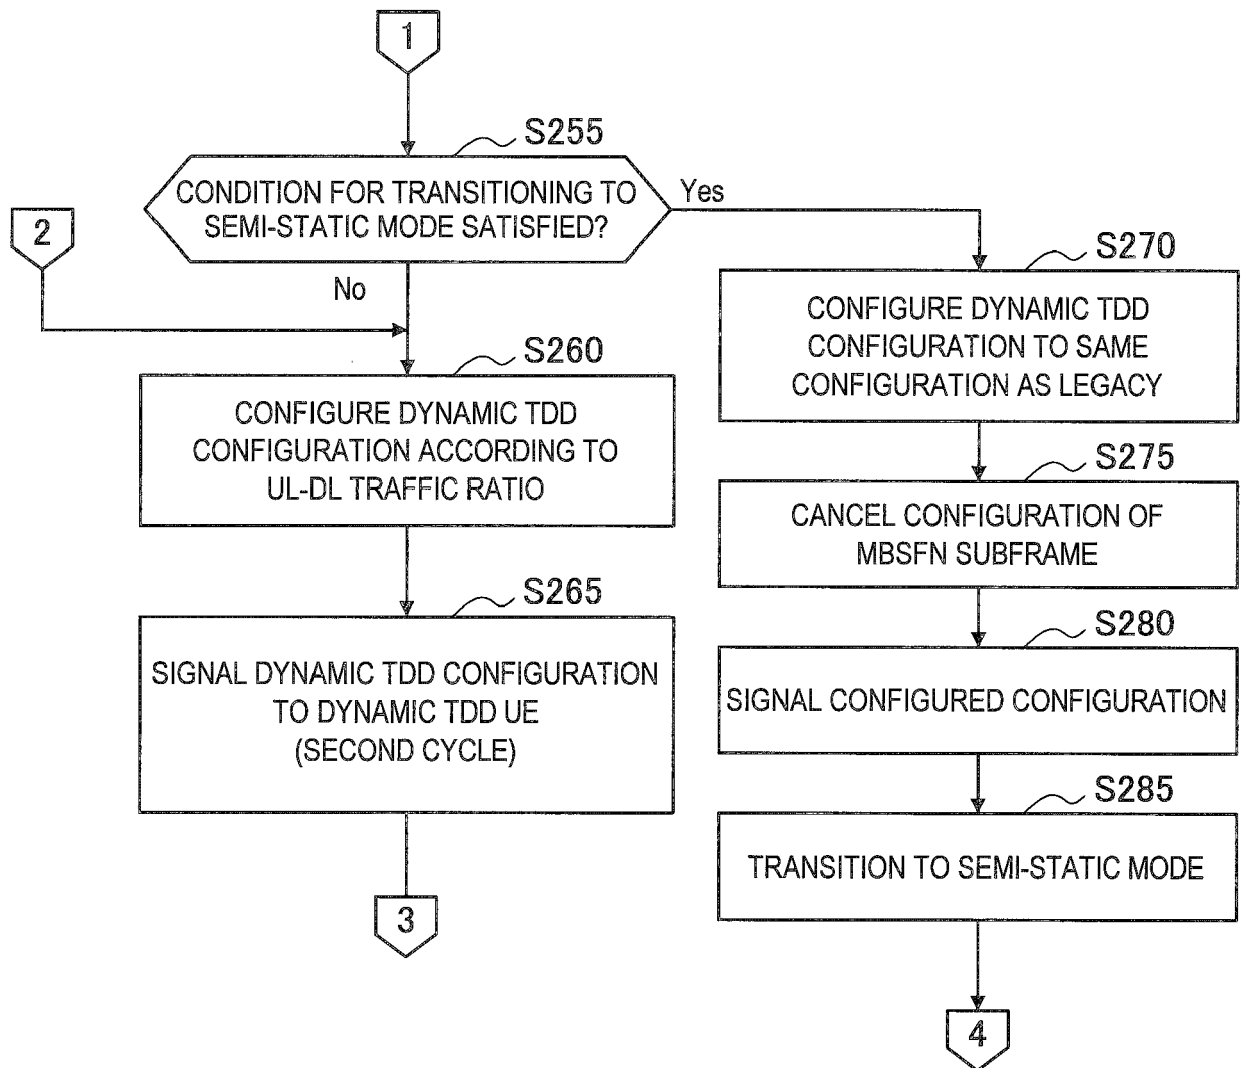 1
S255
CONDITION FOR TRANSITIONING TO
SEMI-STATIC MODE SATISFIED?
Yes
2
No
S260
CONFIGURE DYNAMIC TDD
CONFIGURATION ACCORDING TO
UL-DL TRAFFIC RATIO
S265
SIGNAL DYNAMIC TDD CONFIGURATION
TO DYNAMIC TDD UE
(SECOND CYCLE)
3
S270
CONFIGURE DYNAMIC TDD
CONFIGURATION TO SAME
CONFIGURATION AS LEGACY
S275
CANCEL CONFIGURATION OF
MBSFN SUBFRAME
S280
SIGNAL CONFIGURED CONFIGURATION
S285
TRANSITION TO SEMI-STATIC MODE
4